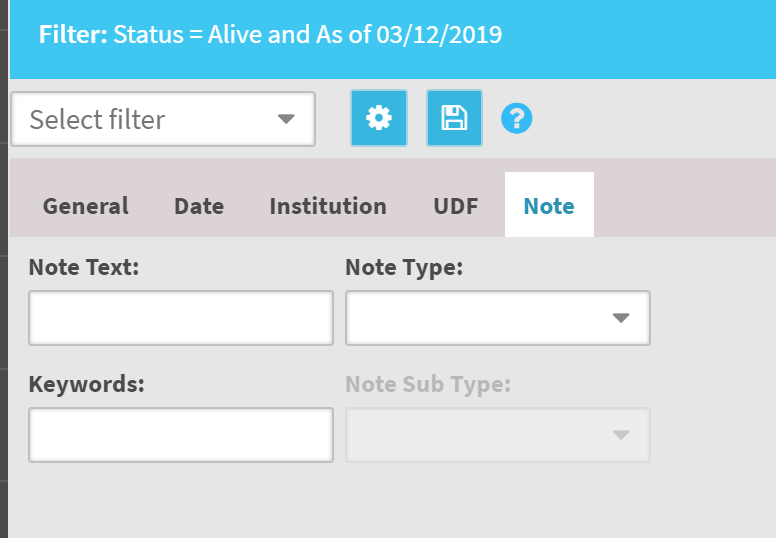 Filter: Status = Alive and As of 03/12/2019
Select filter
?
General Date Institution UDF Note
Note Text: Note Type:
Keywords: Note Sub Type: